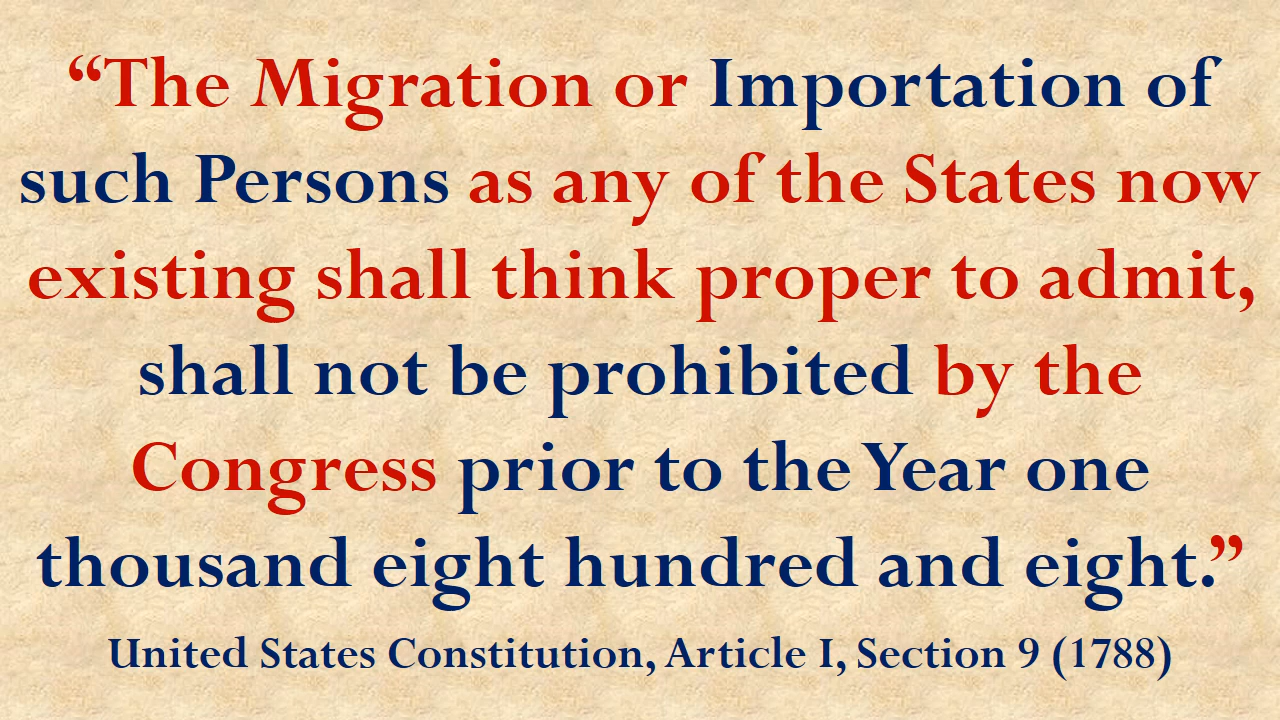 “The Migration or Importation of
such Persons as any of the States now
existing shall think proper to admit,
shall not be prohibited by the
Congress prior to the Year one
thousand eight hundred and eight.”
United States Constitution, Article I, Section 9 (1788)